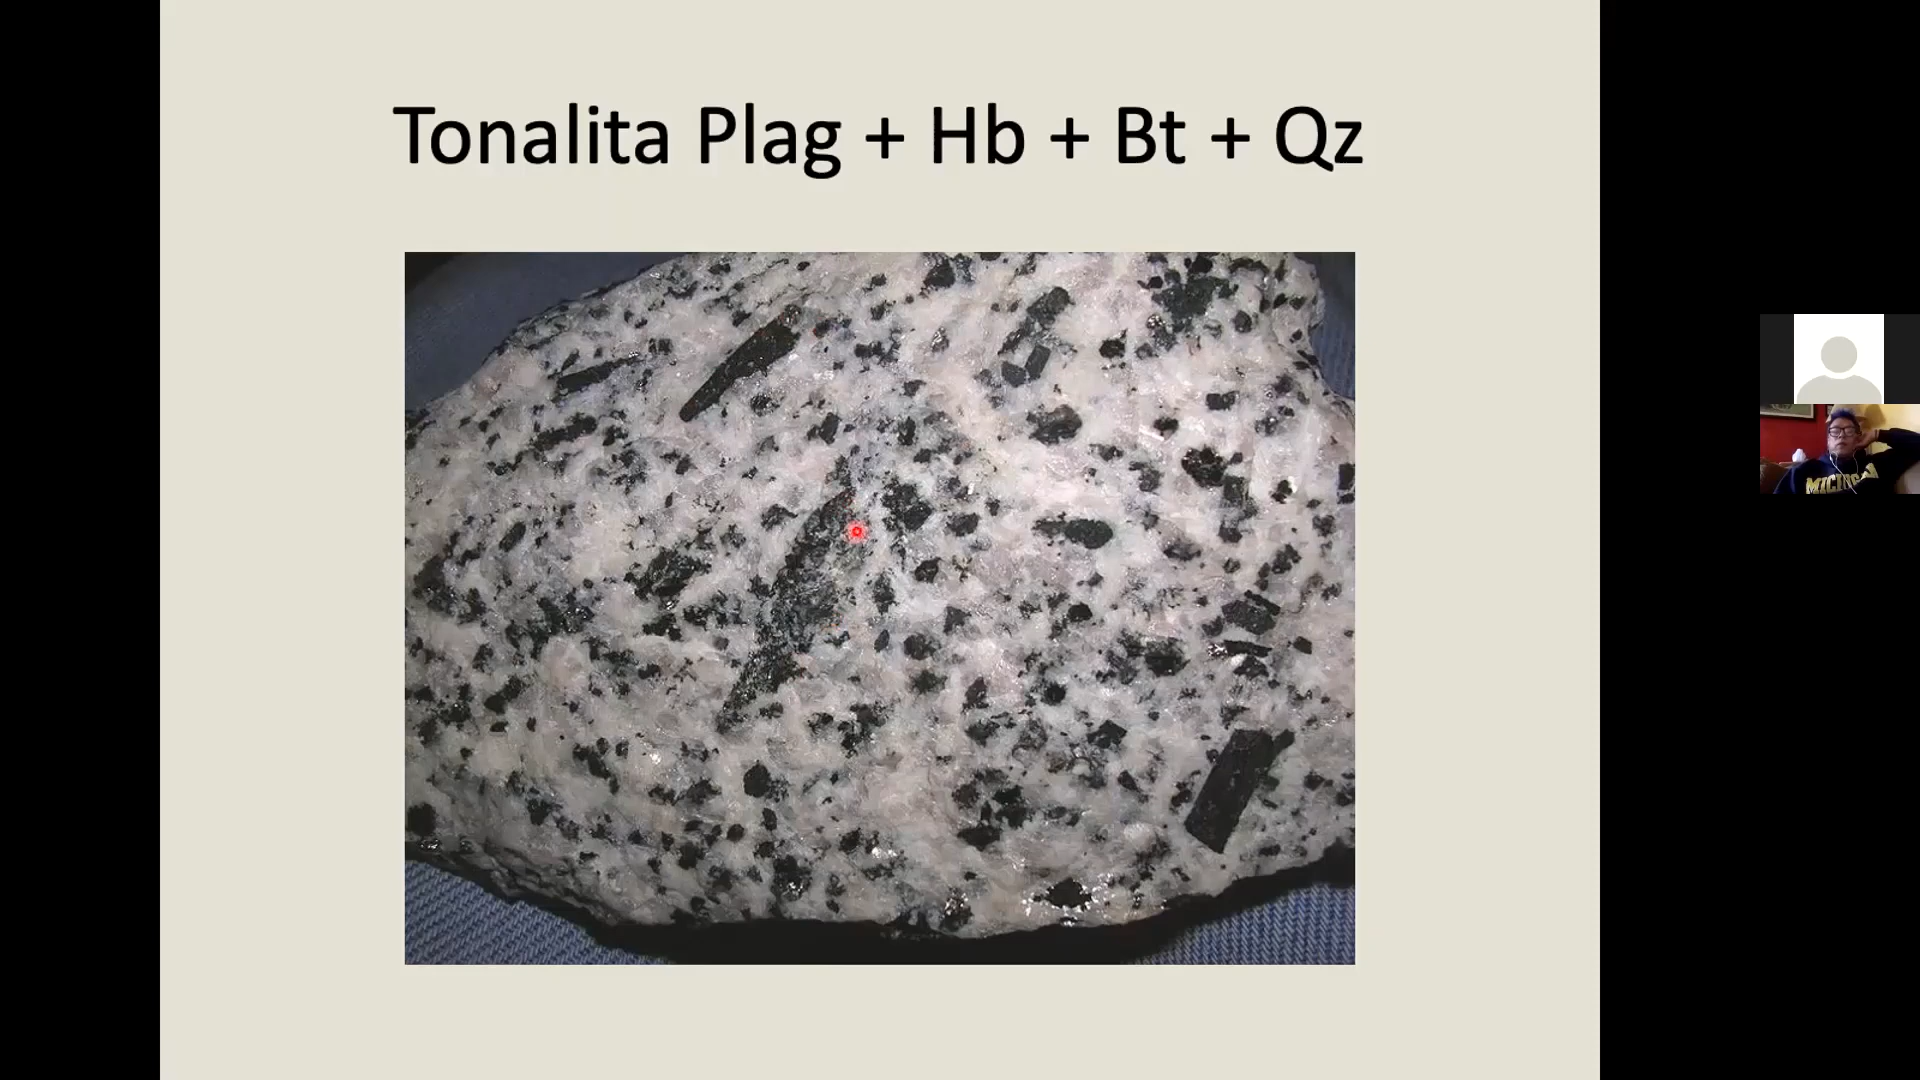 Tonalita Plag + Hb + Bt + Qz